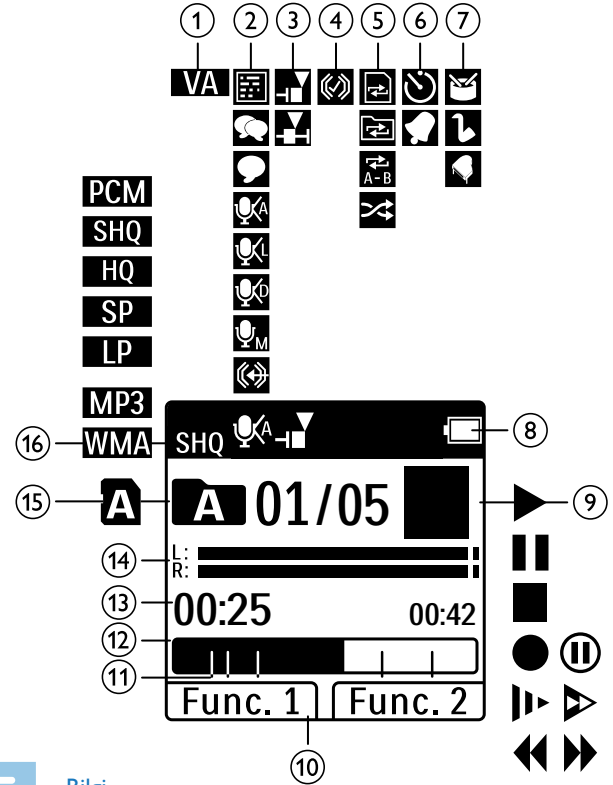 1 2 3 4 5 6 7
VA
A-B
A
L
D
M
PCM
SHQ
HQ
SP
LP
MP3
16 WMA SHQ A 8
15 A A 01/05 9
14 L:
R:
13 00:25 00:42
12
11 Func. 1 Func. 2
10